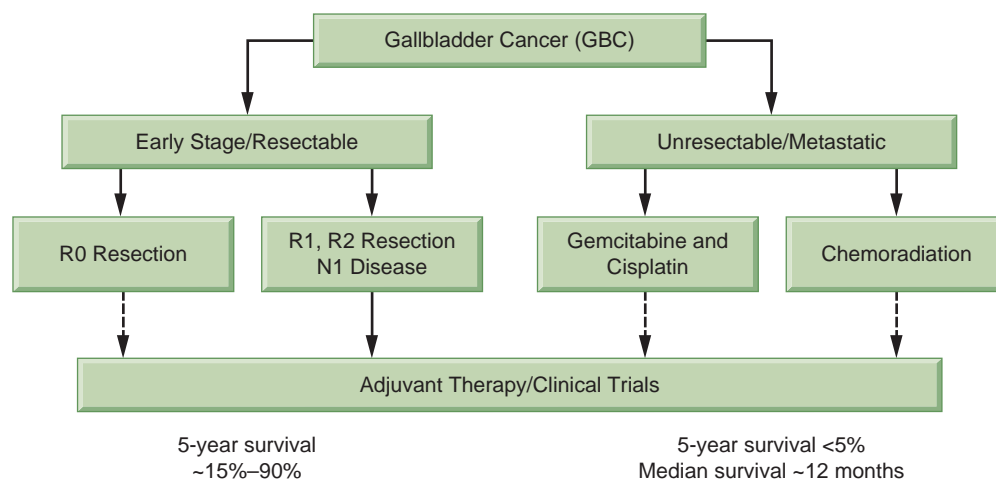 Gallbladder Cancer (GBC)
Early Stage/Resectable
Unresectable/Metastatic
R0 Resection
R1, R2 Resection
N1 Disease
Gemcitabine and
Cisplatin
Chemoradiation
Adjuvant Therapy/Clinical Trials
5-year survival
~15%–90%
5-year survival <5%
Median survival ~12 months